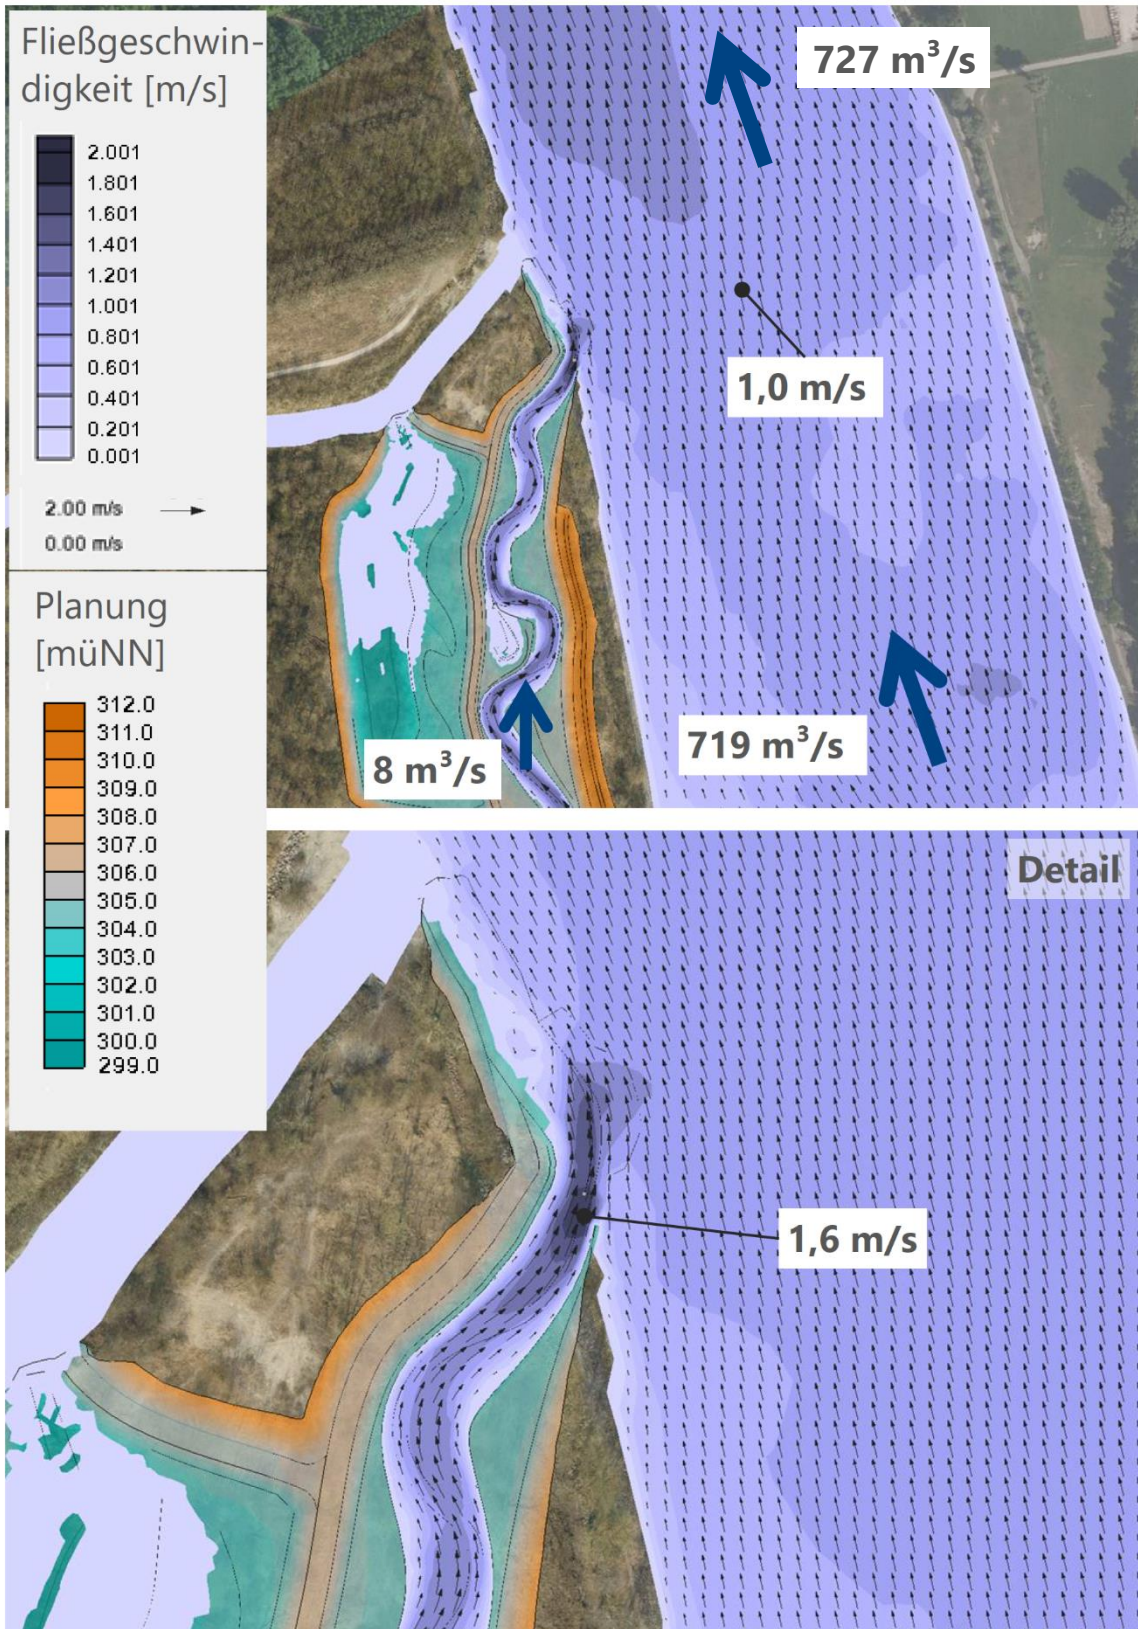 Fließgeschwin-
digkeit [m/s]
2.001
1.801
1.601
1.401
1.201
1.001
0.801
0.601
0.401
0.201
0.001
2.00 m/s
0.00 m/s
Planung
[müNN]
312.0
311.0
310.0
309.0
308.0
307.0
306.0
305.0
304.0
303.0
302.0
301.0
300.0
299.0
727 m³/s
1,0 m/s
719 m³/s
8 m³/s
Detail
1,6 m/s